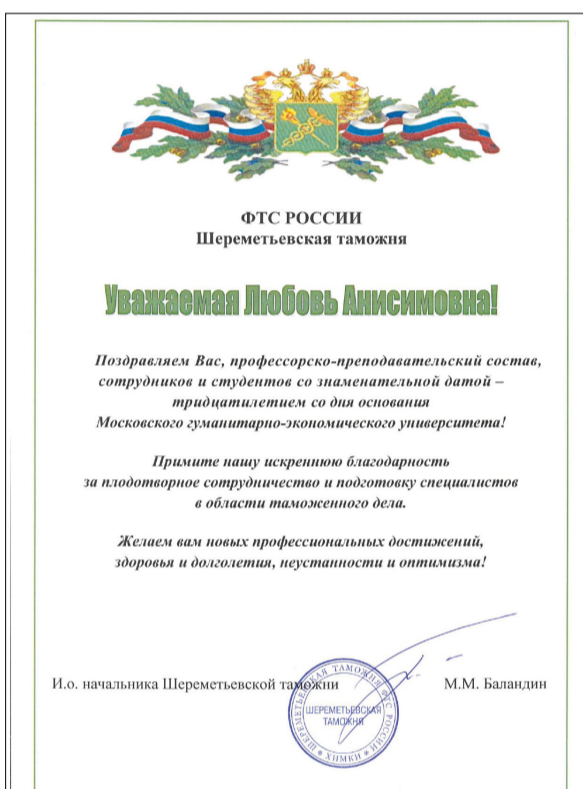 ФТС РОССИИ
Шереметьевская таможня
Уважаемая Любовь Анисимовна!
Поздравляем Вас, профессорско-преподавательский состав,
сотрудников и студентов со знаменательной датой –
тридцатилетием со дня основания
Московского гуманитарно-экономического университета!
Примите нашу искреннюю благодарность
за плодотворное сотрудничество и подготовку специалистов
в области таможенного дела.
Желаем вам новых профессиональных достижений,
здоровья и долголетия, неустанности и оптимизма!
И.о. начальника Шереметьевской таможни
М.М. Баландин
ШЕРЕМЕТЬЕВСКАЯ ТАМОЖНЯ ФТС РОССИИ
ШЕРЕМЕТЬЕВСКАЯ
ТАМОЖНЯ
ХИМКИ